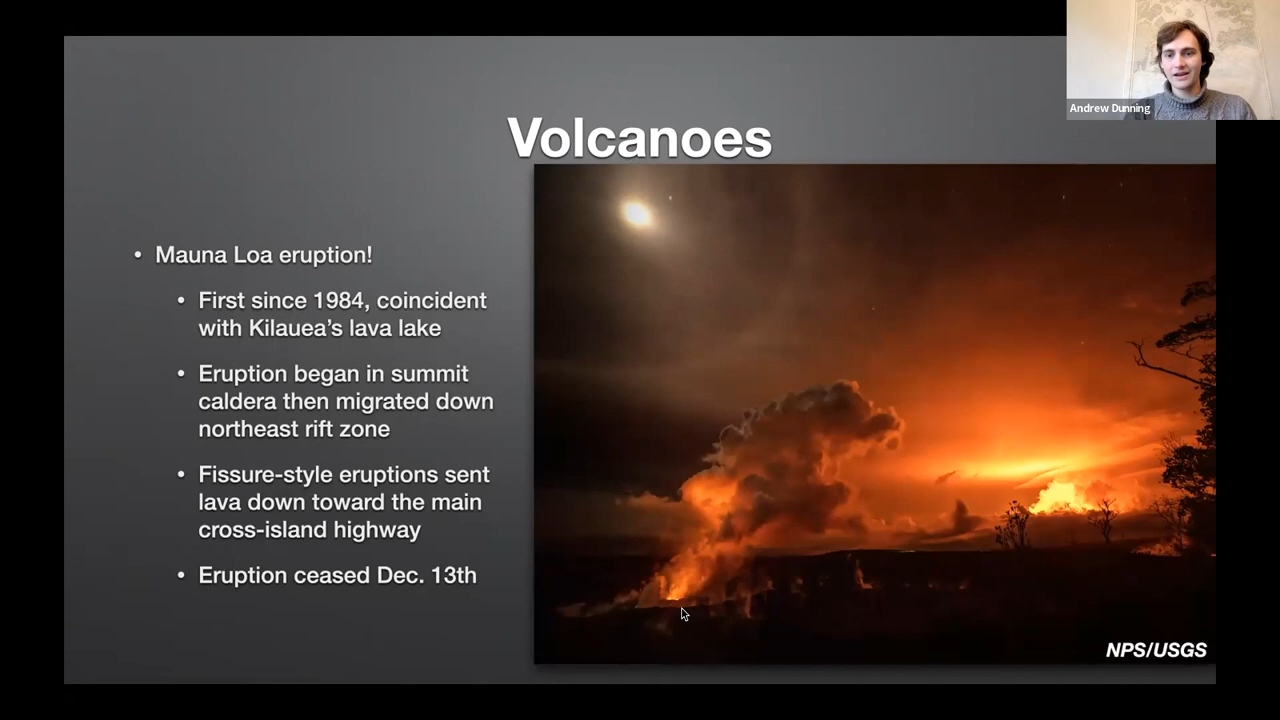 Andrew Dunning
Volcanoes
• Mauna Loa eruption!
• First since 1984, coincident
with Kilauea’s lava lake
• Eruption began in summit
caldera then migrated down
northeast rift zone
• Fissure-style eruptions sent
lava down toward the main
cross-island highway
• Eruption ceased Dec. 13th
NPS/USGS